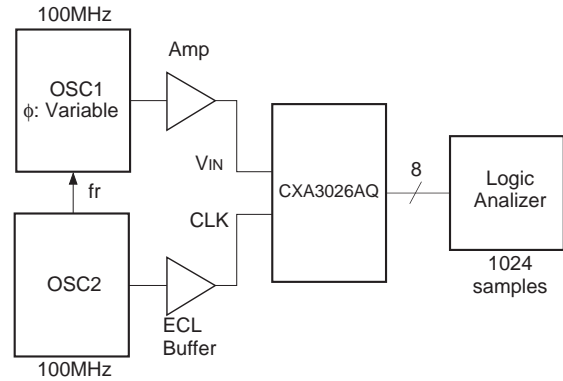 100MHz
OSC1
ϕ: Variable
Amp
VIN
fr
CLK
CXA3026AQ
8
Logic
Analizer
1024
samples
OSC2
ECL
Buffer
100MHz